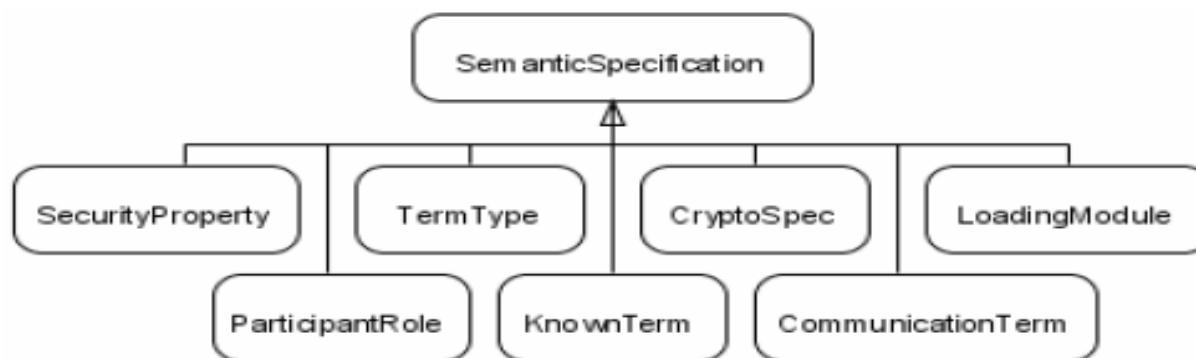 SemanticSpecification
SecurityProperty
TermType
CryptoSpec
LoadingModule
ParticipantRole
KnownTerm
CommunicationTerm